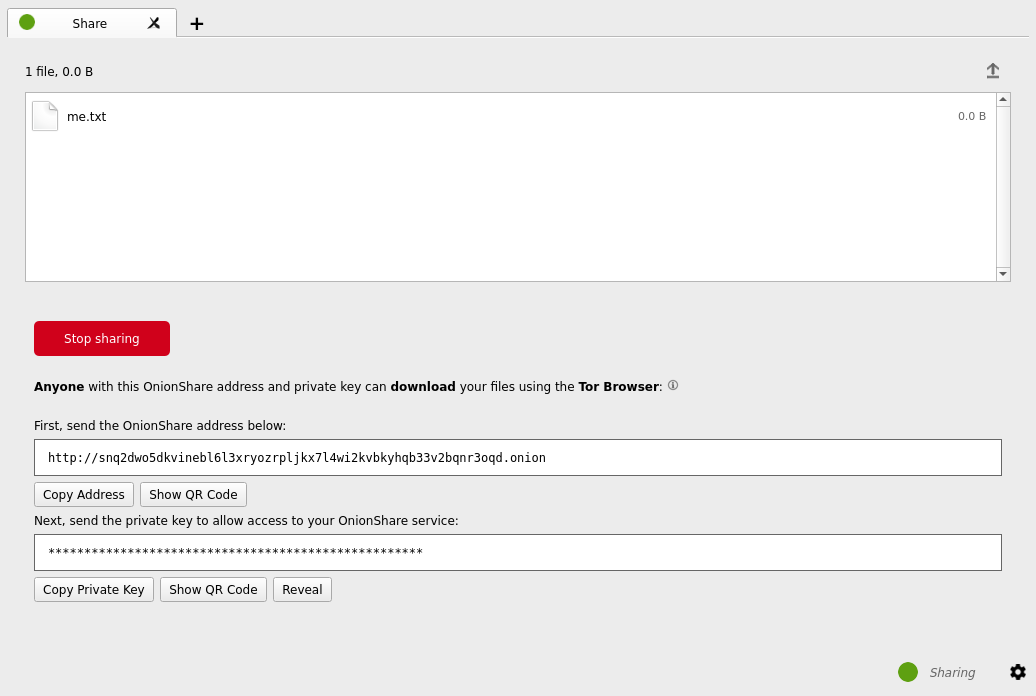 Share
1 file, 0.0 B
me.txt 0.0 B
Stop sharing
Anyone with this OnionShare address and private key can download your files using the Tor Browser:
First, send the OnionShare address below:
http://snq2dwo5dkvinebl6l3xryozrpljkx7l4wi2kvbkyhqb33v2bqnr3oqd.onion
Copy Address Show QR Code
Next, send the private key to allow access to your OnionShare service:
****************************************************
Copy Private Key Show QR Code Reveal
Sharing